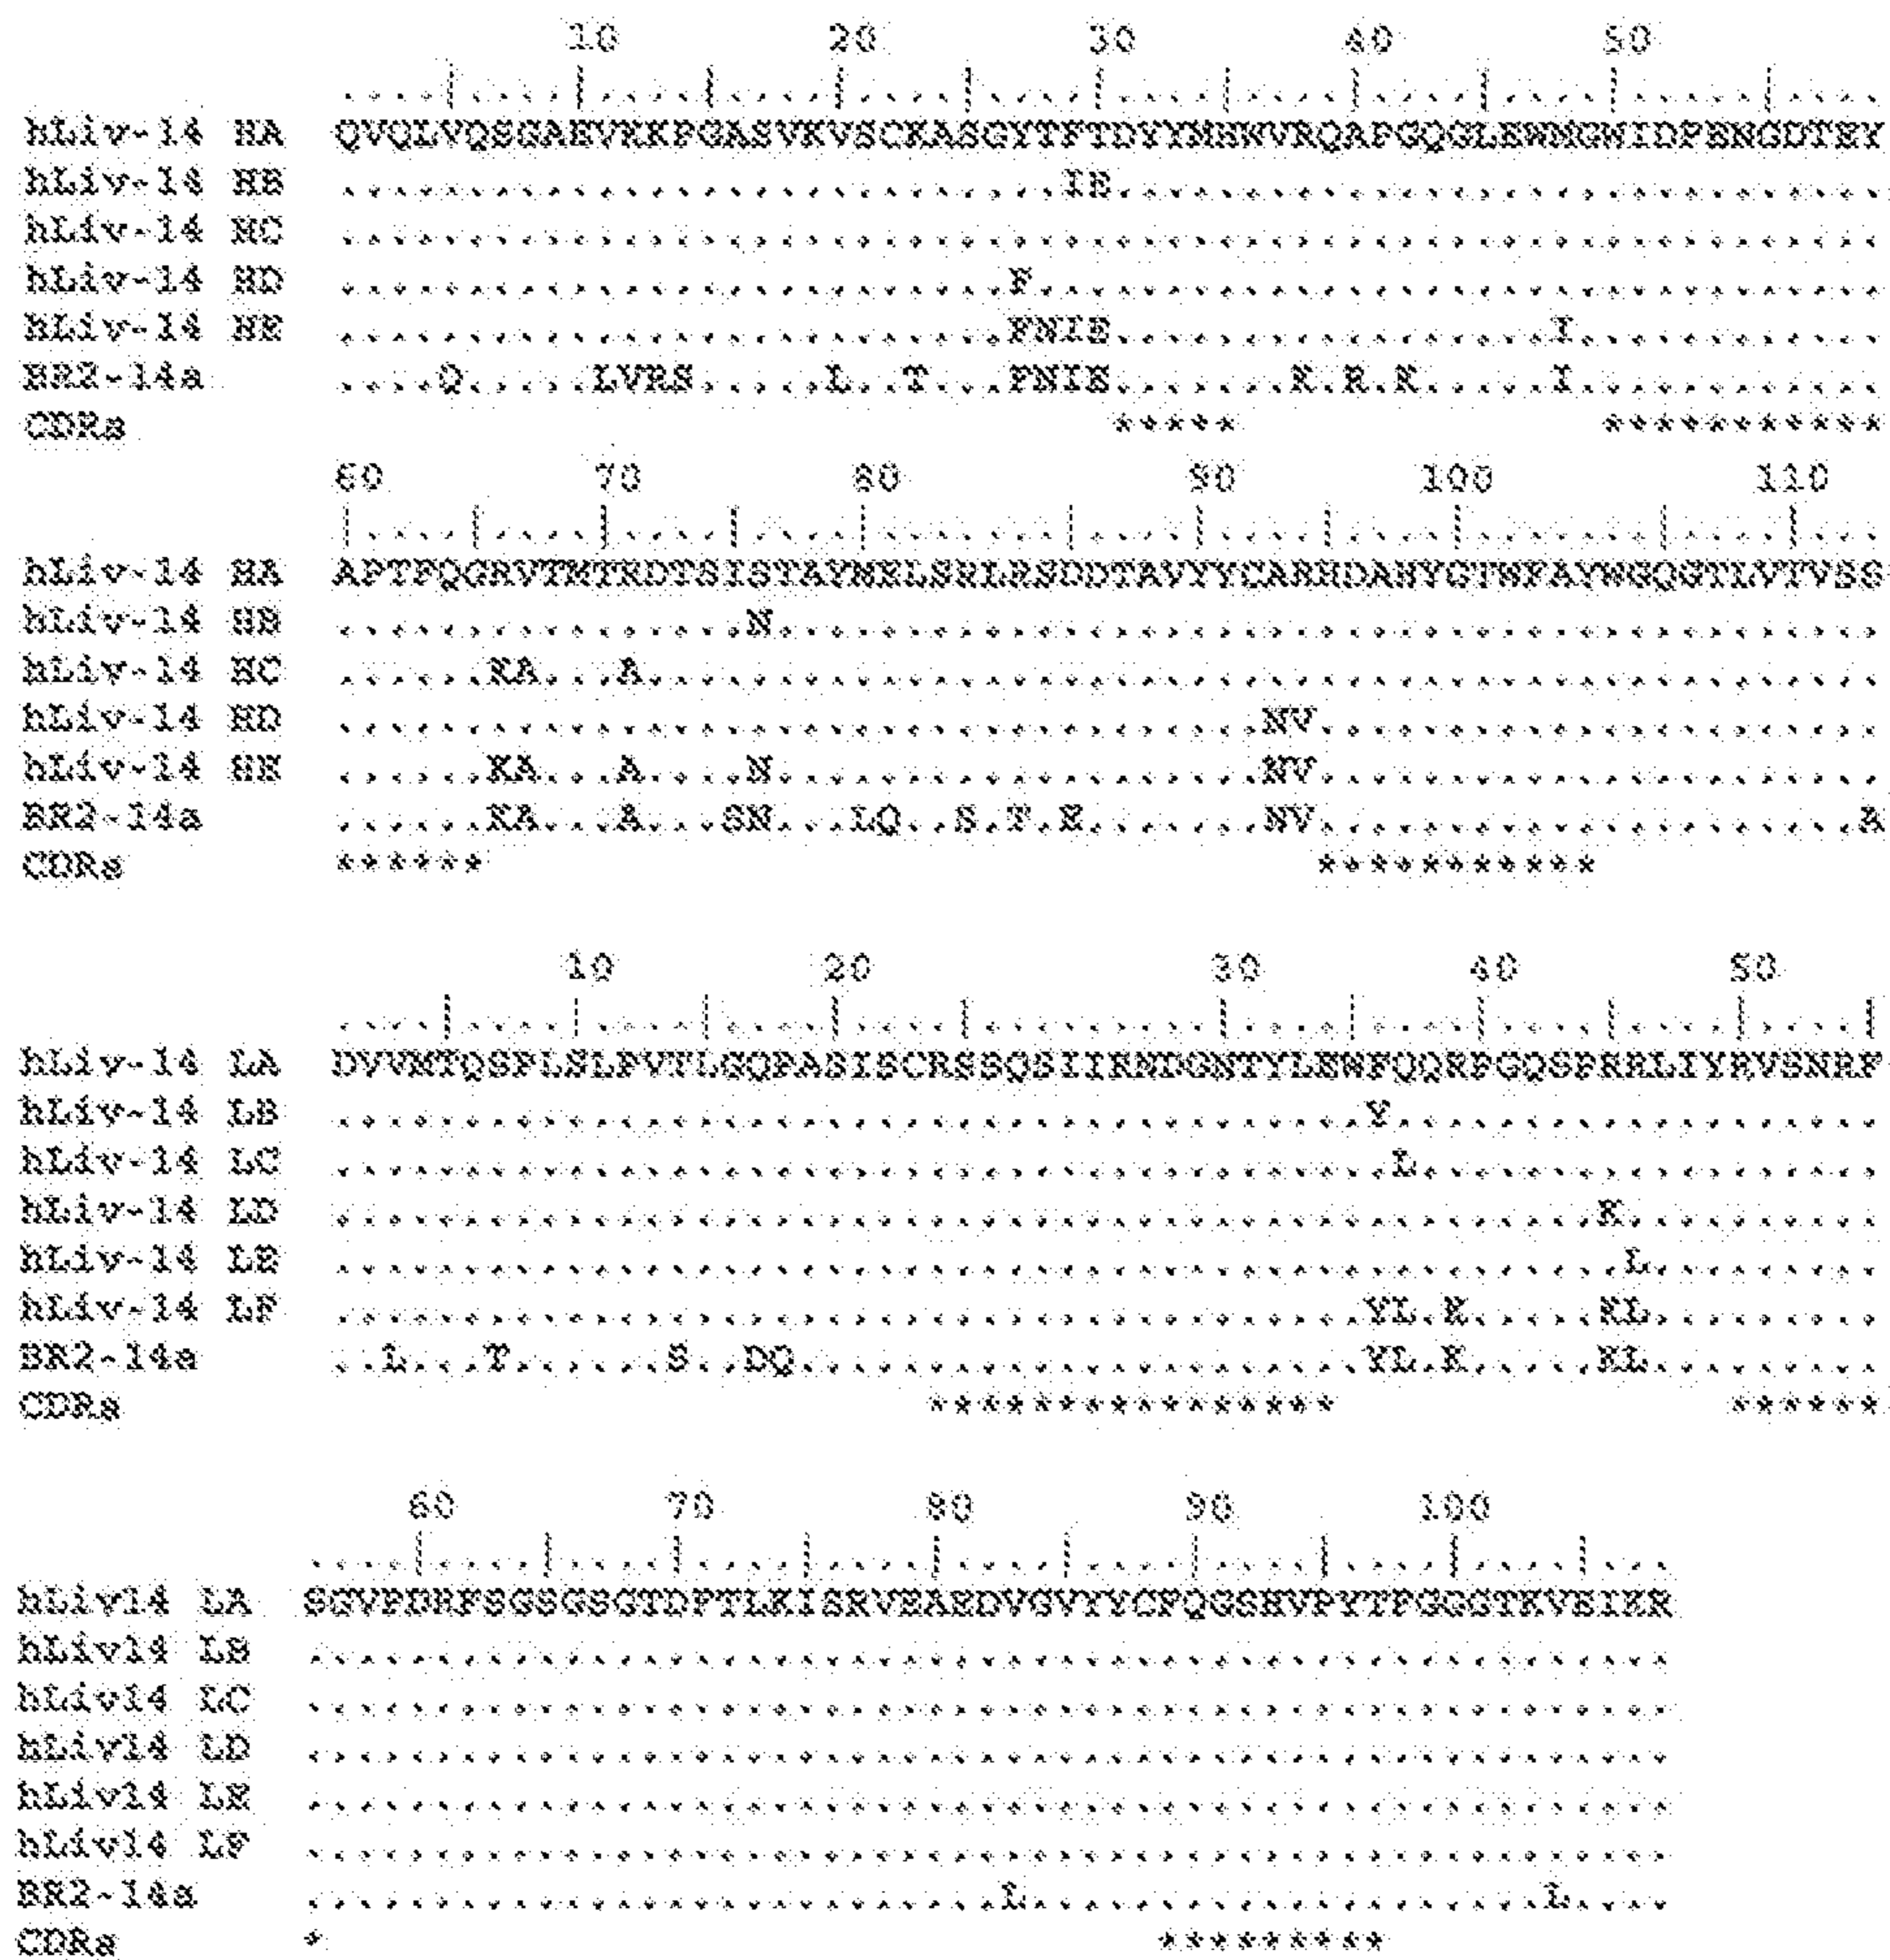 10 20 30 40 50
....|....|....|....|....|....|....|....|....|....|.....|....
hLiv-14 HA QVQLVQSGAEVKKPGASVKVSCKASGYTFTDYYMHWVRQAPGQGLEWMGWIDPENGDTEY
hLiv-14 HB ............................IE..............................
hLiv-14 HC ............................................................
hLiv-14 HD ..........................F.................................
hLiv-14 HE ..........................FNIE.................I............
BR2-14a ....Q.....LVRS.....L..T...FNIE.......K.R.K.....I............
CDRs ***** ***********
60 70 80 90 100 110
|....|....|....|....|.......|....|....|....|.......|....|...
hLiv-14 HA APTFQGRVTMTRDTSISTAYMELSRLRSDDTAVYYCARHDAHYGTWFAYWGQGTLVTVSS
hLiv-14 HB ................N...........................................
hLiv-14 HC ......KA...A................................................
hLiv-14 HD ....................................NV......................
hLiv-14 HE ......KA...A....N...................NV......................
BR2-14a ......KA...A...SN...LQ..S.T.E.......NV.....................A
CDRs ****** ***********
10 20 30 40 50
....|....|....|....|....|.........|....|....|....|....|....|
hLiv-14 LA DVVMTQSPLSLPVTLGQPASISCRSSQSIIRNDGNTYLEWFQQRPGQSPRRLIYRVSNRF
hLiv-14 LB ........................................Y...................
hLiv-14 LC .........................................L..................
hLiv-14 LD .................................................K..........
hLiv-14 LE ..................................................L.........
hLiv-14 LF ........................................YL.K.....KL.........
BR2-14a ..L...T......S..DQ......................YL.K.....KL.........
CDRs **************** ******
60 70 80 90 100
....|....|....|....|....|....|....|....|....|....|...
hLiv14 LA SGVPDRFSGSGSGTDFTLKISRVEAEDVGVYYCFQGSHVPYTFGGGTKVEIKR
hLiv14 LB .....................................................
hLiv14 LC .....................................................
hLiv14 LD .....................................................
hLiv14 LE .....................................................
hLiv14 LF .....................................................
BR2-14a ...........................L....................L....
CDRs * *********